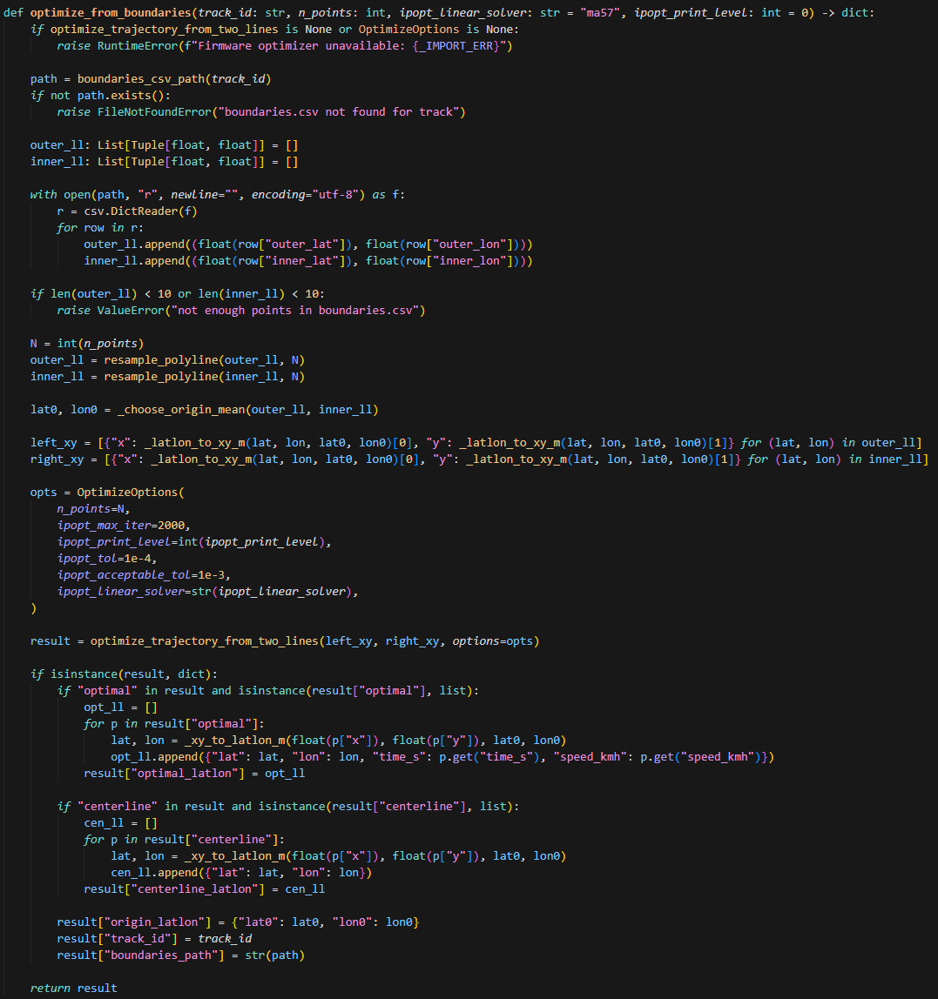 def optimize_from_boundaries(track_id: str, n_points: int, ipopt_linear_solver: str = "ma57", ipopt_print_level: int = 0) -> dict:
    if optimize_trajectory_from_two_lines is None or OptimizeOptions is None:
        raise RuntimeError(f"Firmware optimizer unavailable: {_IMPORT_ERR}")

    path = boundaries_csv_path(track_id)
    if not path.exists():
        raise FileNotFoundError("boundaries.csv not found for track")

    outer_ll: List[Tuple[float, float]] = []
    inner_ll: List[Tuple[float, float]] = []

    with open(path, "r", newline="", encoding="utf-8") as f:
        r = csv.DictReader(f)
        for row in r:
            outer_ll.append((float(row["outer_lat"]), float(row["outer_lon"])))
            inner_ll.append((float(row["inner_lat"]), float(row["inner_lon"])))

    if len(outer_ll) < 10 or len(inner_ll) < 10:
        raise ValueError("not enough points in boundaries.csv")

    N = int(n_points)
    outer_ll = resample_polyline(outer_ll, N)
    inner_ll = resample_polyline(inner_ll, N)

    lat0, lon0 = _choose_origin_mean(outer_ll, inner_ll)

    left_xy = [{"x": _latlon_to_xy_m(lat, lon, lat0, lon0)[0], "y": _latlon_to_xy_m(lat, lon, lat0, lon0)[1]} for (lat, lon) in outer_ll]
    right_xy = [{"x": _latlon_to_xy_m(lat, lon, lat0, lon0)[0], "y": _latlon_to_xy_m(lat, lon, lat0, lon0)[1]} for (lat, lon) in inner_ll]

    opts = OptimizeOptions(
        n_points=N,
        ipopt_max_iter=2000,
        ipopt_print_level=int(ipopt_print_level),
        ipopt_tol=1e-4,
        ipopt_acceptable_tol=1e-3,
        ipopt_linear_solver=str(ipopt_linear_solver),
    )

    result = optimize_trajectory_from_two_lines(left_xy, right_xy, options=opts)

    if isinstance(result, dict):
        if "optimal" in result and isinstance(result["optimal"], list):
            opt_ll = []
            for p in result["optimal"]:
                lat, lon = _xy_to_latlon_m(float(p["x"]), float(p["y"]), lat0, lon0)
                opt_ll.append({"lat": lat, "lon": lon, "time_s": p.get("time_s"), "speed_kmh": p.get("speed_kmh")})
            result["optimal_latlon"] = opt_ll

        if "centerline" in result and isinstance(result["centerline"], list):
            cen_ll = []
            for p in result["centerline"]:
                lat, lon = _xy_to_latlon_m(float(p["x"]), float(p["y"]), lat0, lon0)
                cen_ll.append({"lat": lat, "lon": lon})
            result["centerline_latlon"] = cen_ll

        result["origin_latlon"] = {"lat0": lat0, "lon0": lon0}
        result["track_id"] = track_id
        result["boundaries_path"] = str(path)

    return result